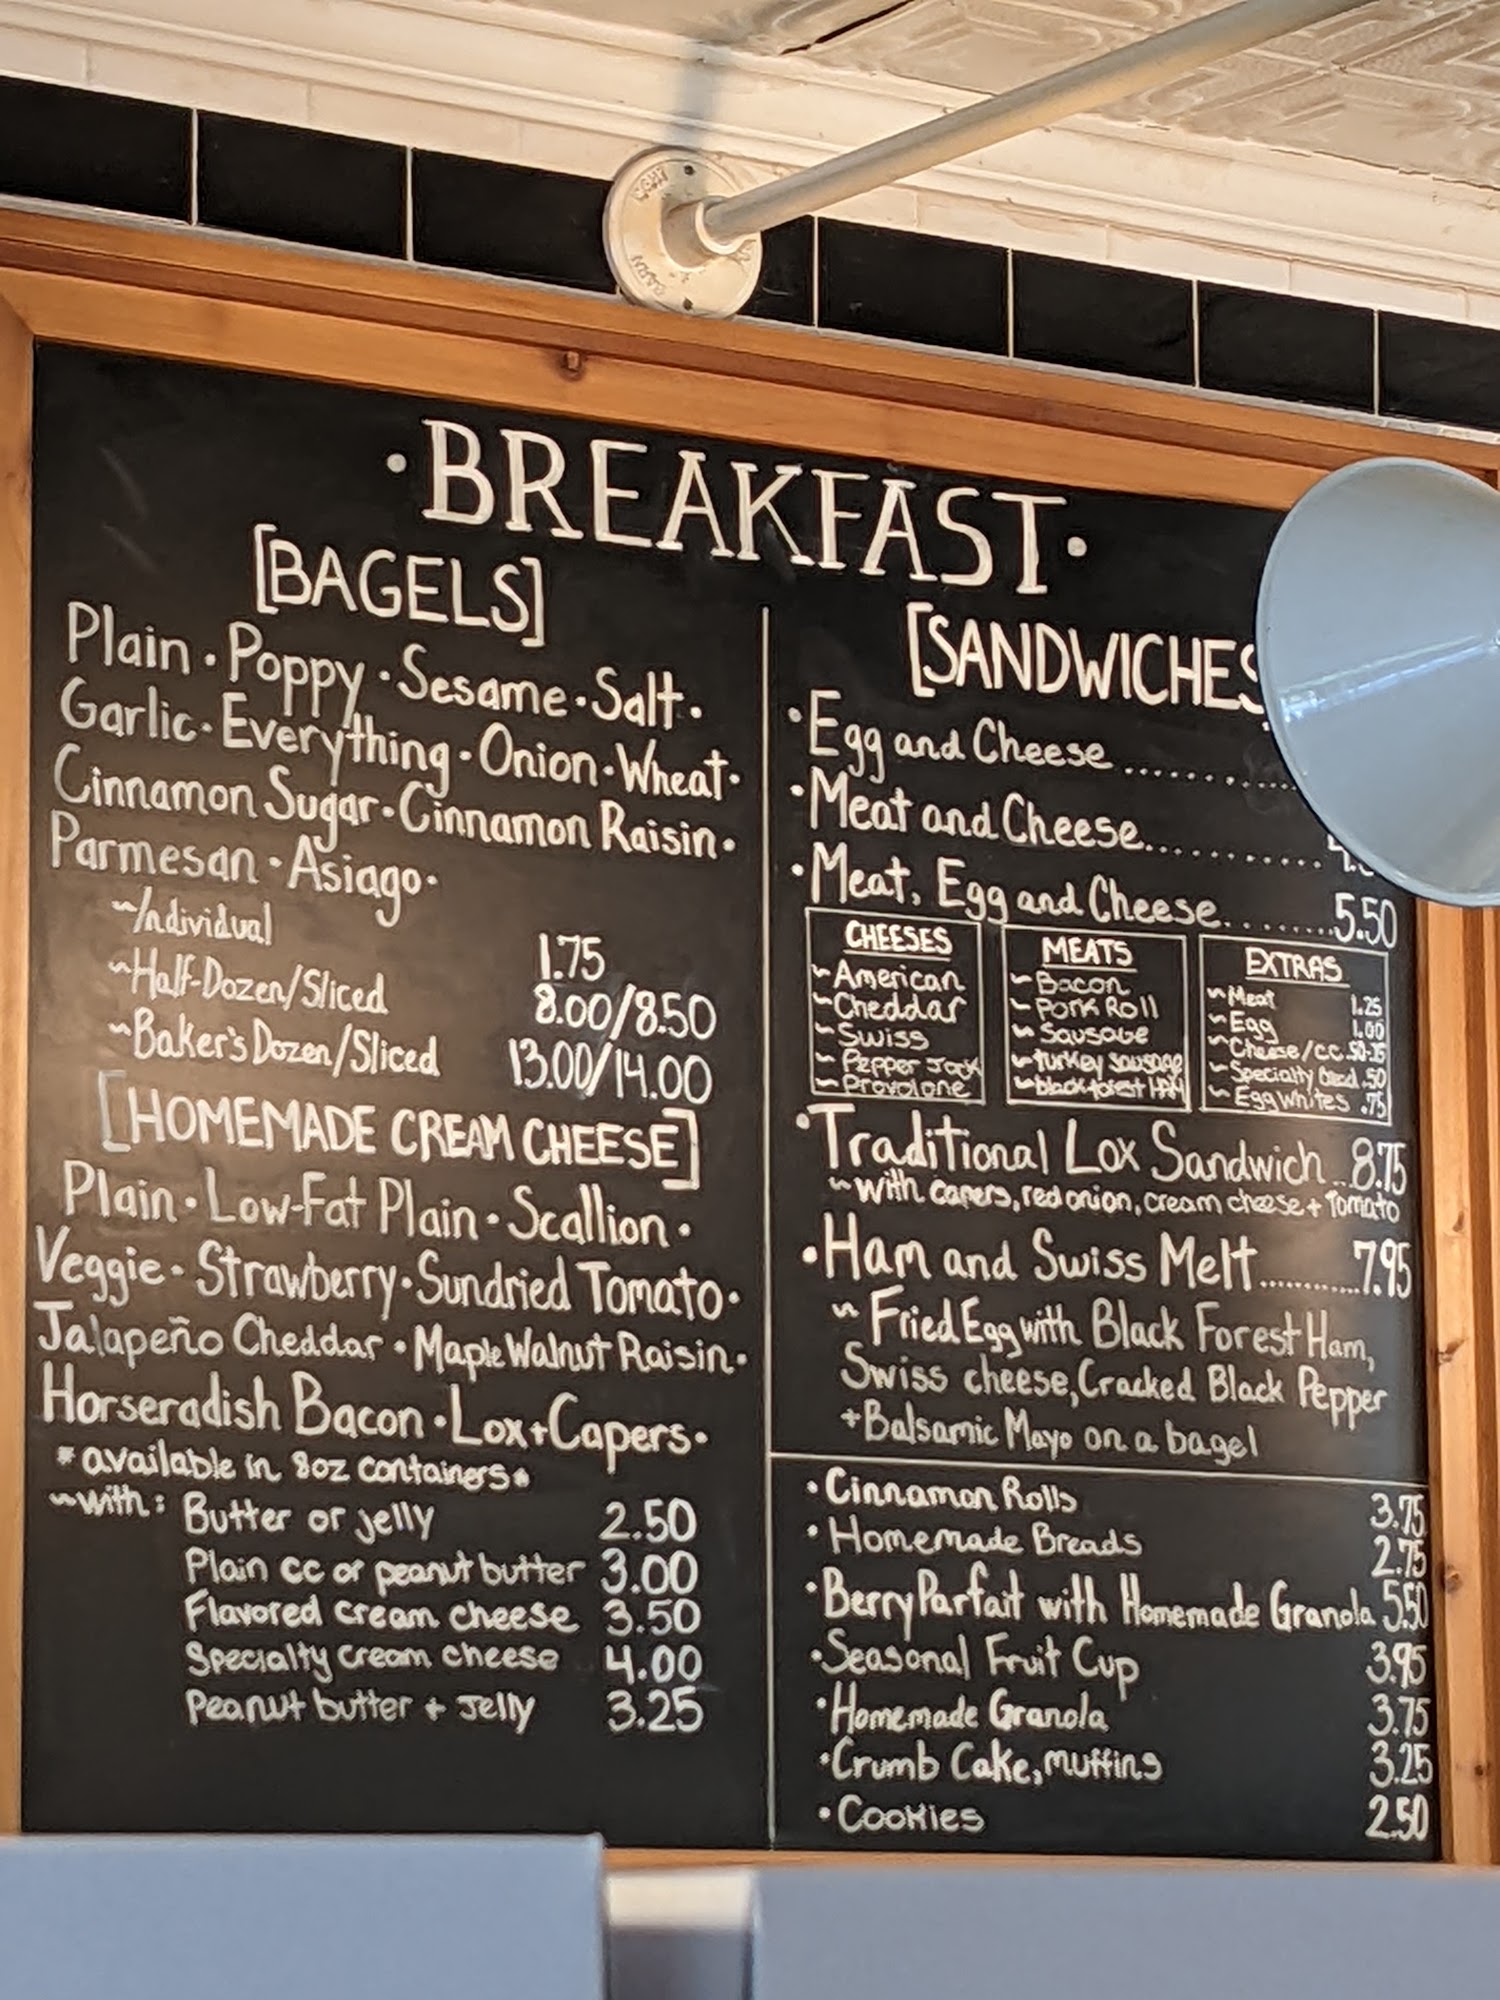 ·BREAKFAST·
[BAGELS]
Plain · Poppy · Sesame · Salt ·
Garlic · Everything · Onion · Wheat ·
Cinnamon Sugar · Cinnamon Raisin ·
Parmesan · Asiago ·
~Individual 1.75
~Half-Dozen/Sliced 8.00/8.50
~Baker's Dozen/Sliced 13.00/14.00
[HOMEMADE CREAM CHEESE]
Plain · Low-Fat Plain · Scallion ·
Veggie · Strawberry · Sundried Tomato ·
Jalapeño Cheddar · Maple Walnut Raisin ·
Horseradish Bacon · Lox + Capers ·
*available in 8oz containers*
~with: Butter or jelly 2.50
Plain cc or peanut butter 3.00
Flavored cream cheese 3.50
Specialty cream cheese 4.00
Peanut butter + Jelly 3.25
[SANDWICHES
· Egg and Cheese ..........
· Meat and Cheese............
· Meat, Egg and Cheese........5.50
CHEESES
~American
~Cheddar
~Swiss
~Pepper Jack
~Provolone
MEATS
~Bacon
~Pork Roll
~Sausage
~turkey sausage
~black forest HAM
EXTRAS
~Meat 1.25
~Egg 1.00
~Cheese/cc .50-
~Specialty bread .50
~Egg Whites .75
· Traditional Lox Sandwich...8.75
~with capers, red onion, cream cheese + Tomato
· Ham and Swiss Melt..........7.95
~Fried Egg with Black Forest Ham,
Swiss cheese, Cracked Black Pepper
+ Balsamic Mayo on a bagel
· Cinnamon Rolls 3.75
· Homemade Breads 2.75
· Berry Parfait with Homemade Granola 5.50
· Seasonal Fruit Cup 3.95
· Homemade Granola 3.75
· Crumb Cake, muffins 3.25
· Cookies 2.50